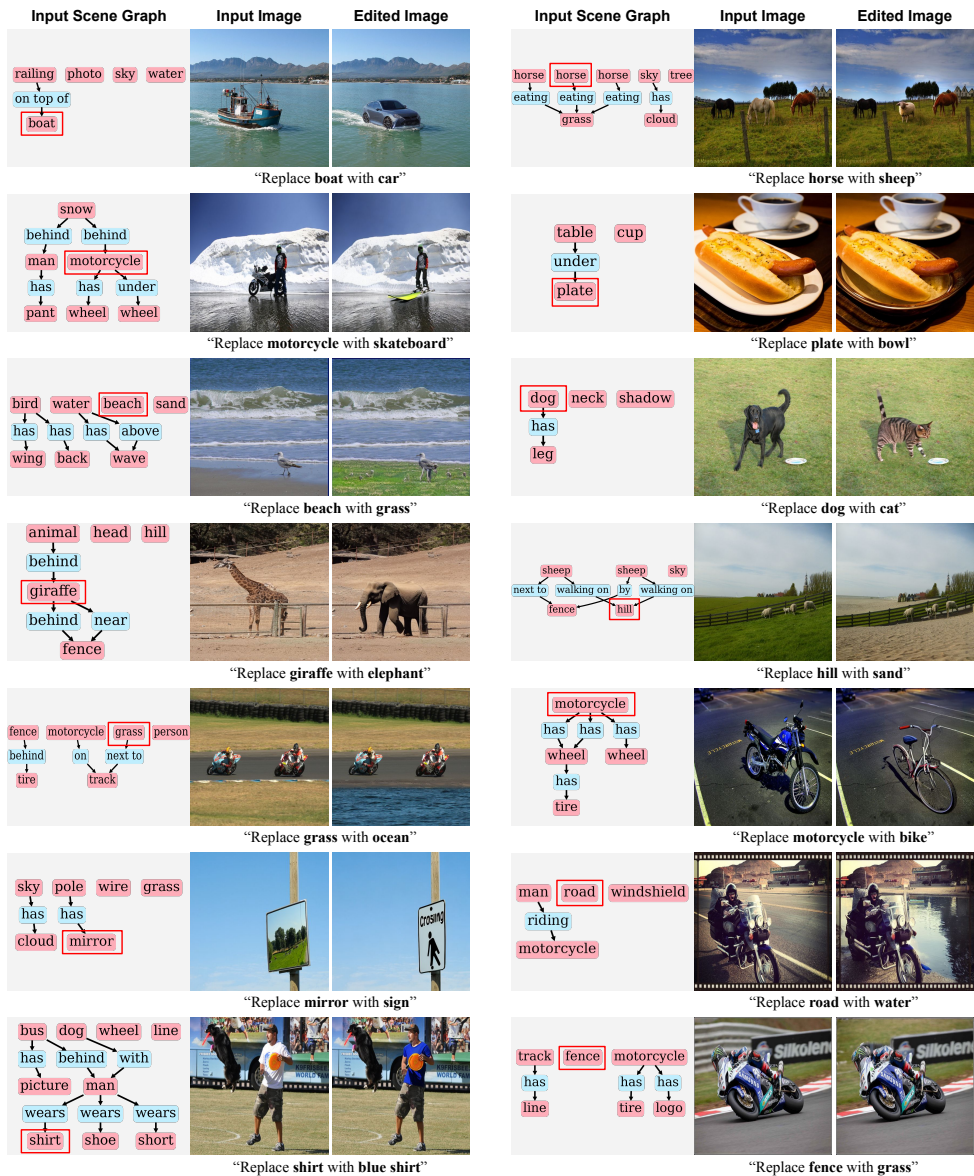 Input Scene Graph Input Image Edited Image
railing photo sky water
on top of
boat
“Replace boat with car”
snow
behind behind
man motorcycle
has has under
pant wheel wheel
“Replace motorcycle with skateboard”
bird water beach sand
has has has above
wing back wave
“Replace beach with grass”
animal head hill
behind
giraffe
behind near
fence
“Replace giraffe with elephant”
fence motorcycle grass person
behind on next to
tire track
“Replace grass with ocean”
sky pole wire grass
has has
cloud mirror
Crosing
“Replace mirror with sign”
bus dog wheel line
has behind with
picture man
wears wears wears
shirt shoe short
WORLD FAM
“Replace shirt with blue shirt”
Input Scene Graph Input Image Edited Image
horse horse horse sky tree
eating eating eating has
grass cloud
“Replace horse with sheep”
table cup
under
plate
“Replace plate with bowl”
dog neck shadow
has
leg
“Replace dog with cat”
sheep sheep sky
next to walking on by walking on
fence hill
“Replace hill with sand”
motorcycle
has has has
wheel wheel
has
tire
“Replace motorcycle with bike”
man road windshield
riding
motorcycle
“Replace road with water”
track fence motorcycle
has has has
line tire logo
Silkolene Silkolene
“Replace fence with grass”